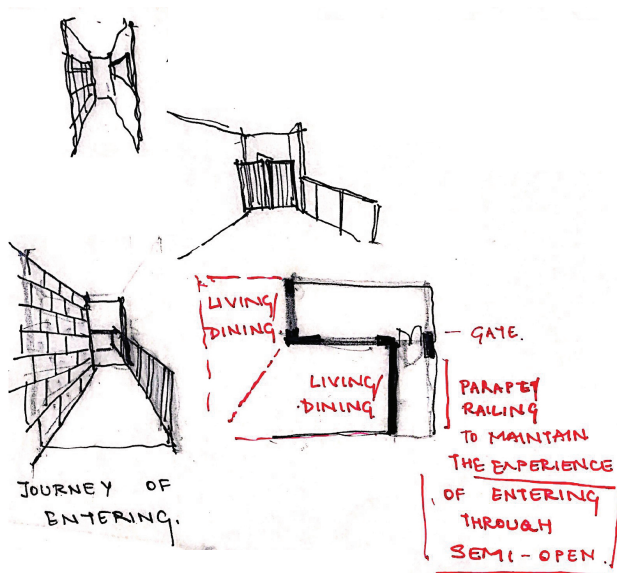 LIVING/
DINING
LIVING/
DINING
GATE.
PARAPET/
RAILING
TO MAINTAIN
THE EXPERIENCE
OF ENTERING
THROUGH
SEMI-OPEN.
JOURNEY OF
ENTERING.